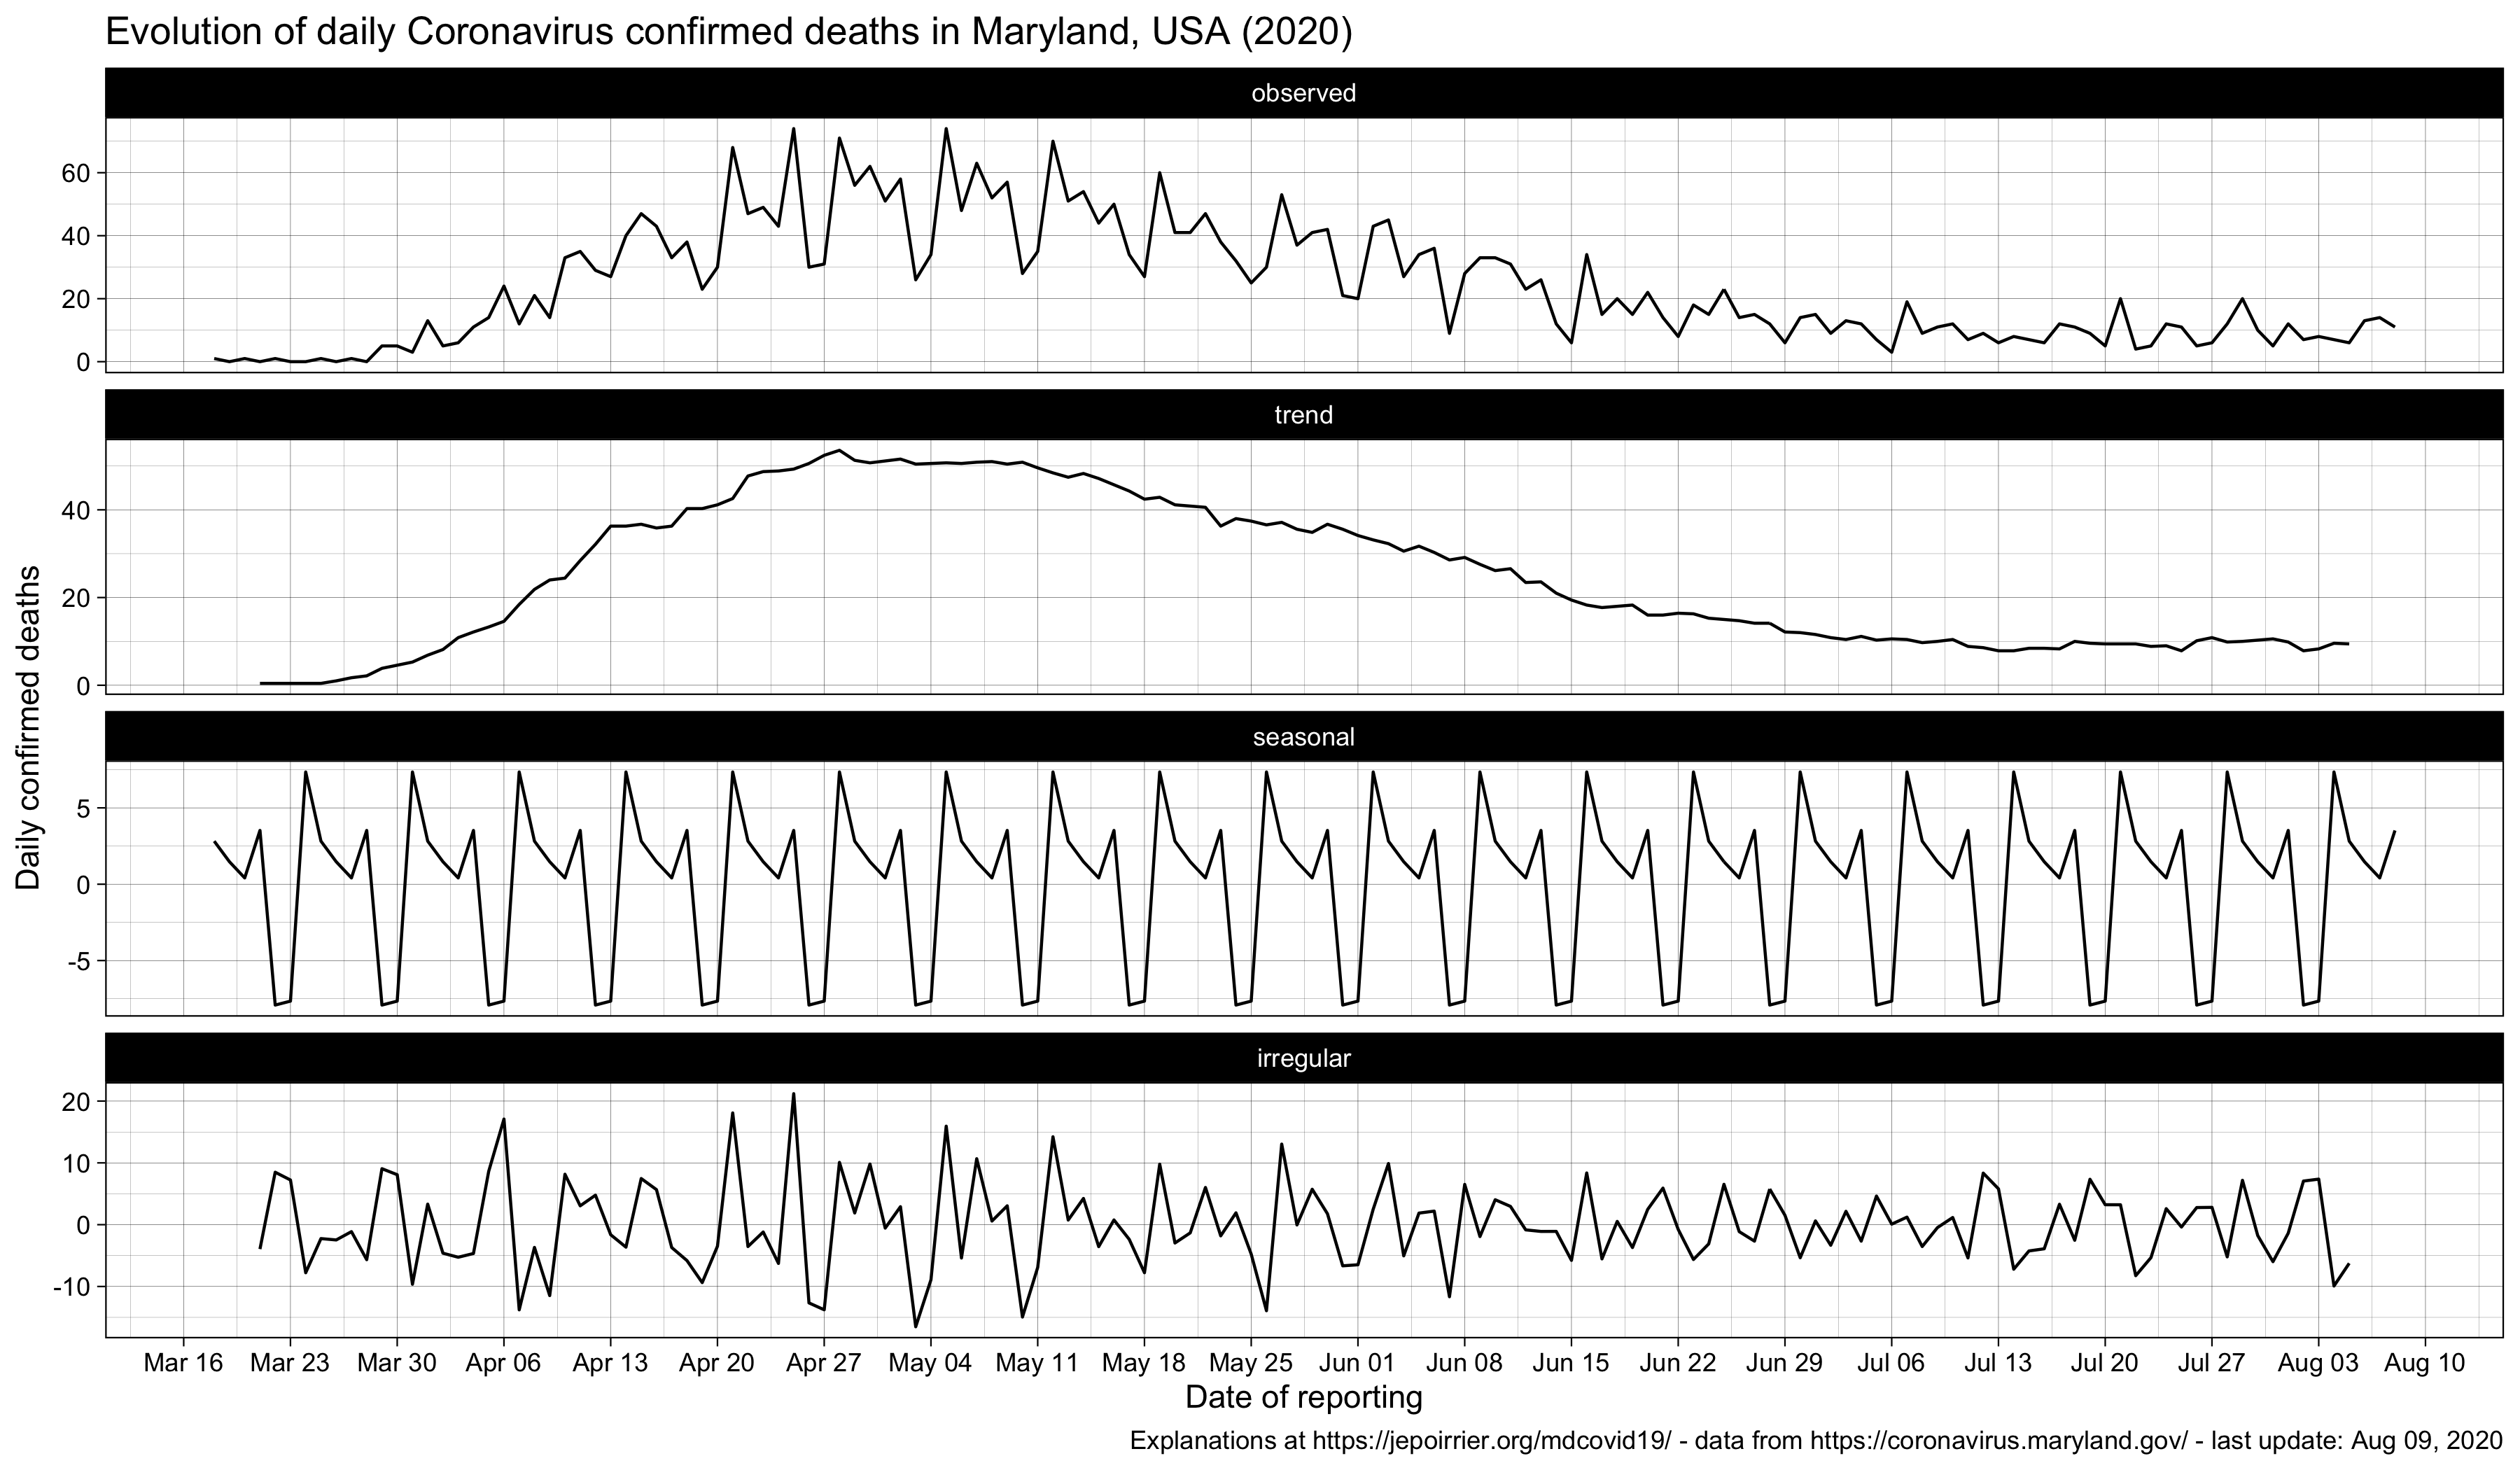 Evolution of daily Coronavirus confirmed deaths in Maryland, USA (2020)
observed
60
40
20
0
trend
40
20
0
seasonal
5
0
-5
irregular
20
10
0
-10
Daily confirmed deaths
Mar 16 Mar 23 Mar 30 Apr 06 Apr 13 Apr 20 Apr 27 May 04 May 11 May 18 May 25 Jun 01 Jun 08 Jun 15 Jun 22 Jun 29 Jul 06 Jul 13 Jul 20 Jul 27 Aug 03 Aug 10
Date of reporting
Explanations at https://jepoirrier.org/mdcovid19/ - data from https://coronavirus.maryland.gov/ - last update: Aug 09, 2020